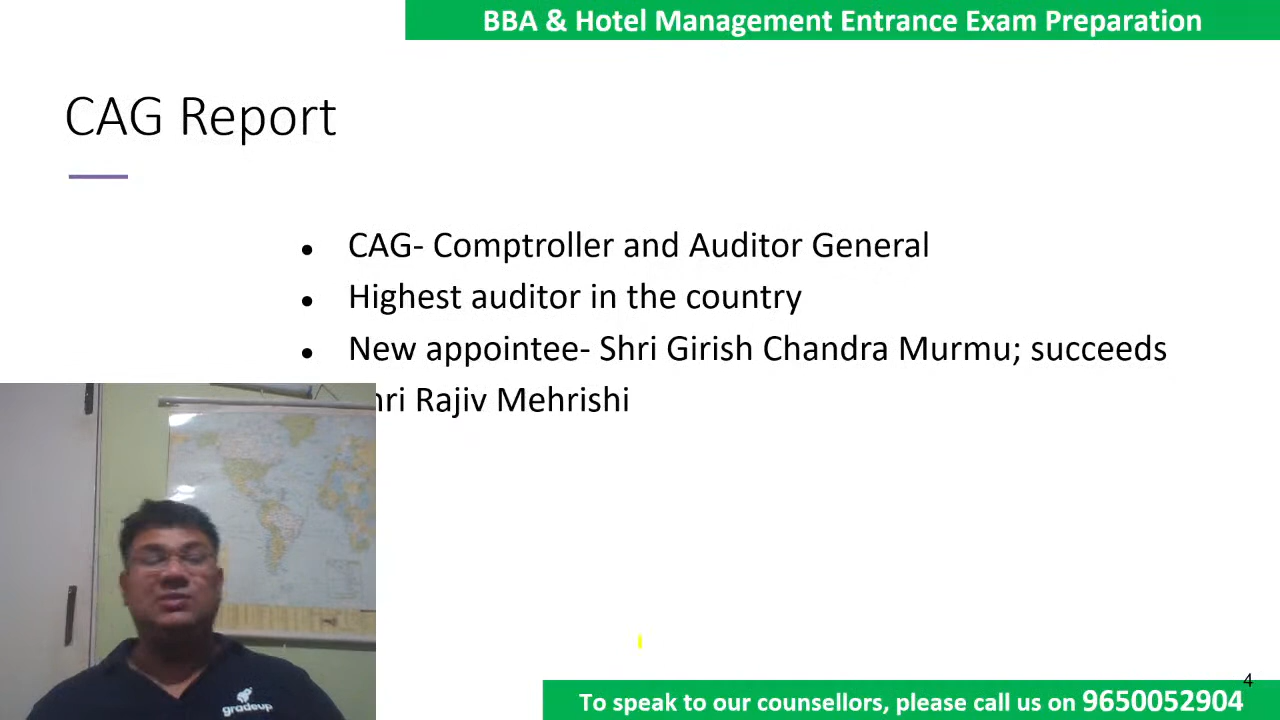 BBA & Hotel Management Entrance Exam Preparation
CAG Report
• CAG- Comptroller and Auditor General
• Highest auditor in the country
• New appointee- Shri Girish Chandra Murmu; succeeds
hri Rajiv Mehrishi
gradeup
4
To speak to our counsellors, please call us on 9650052904